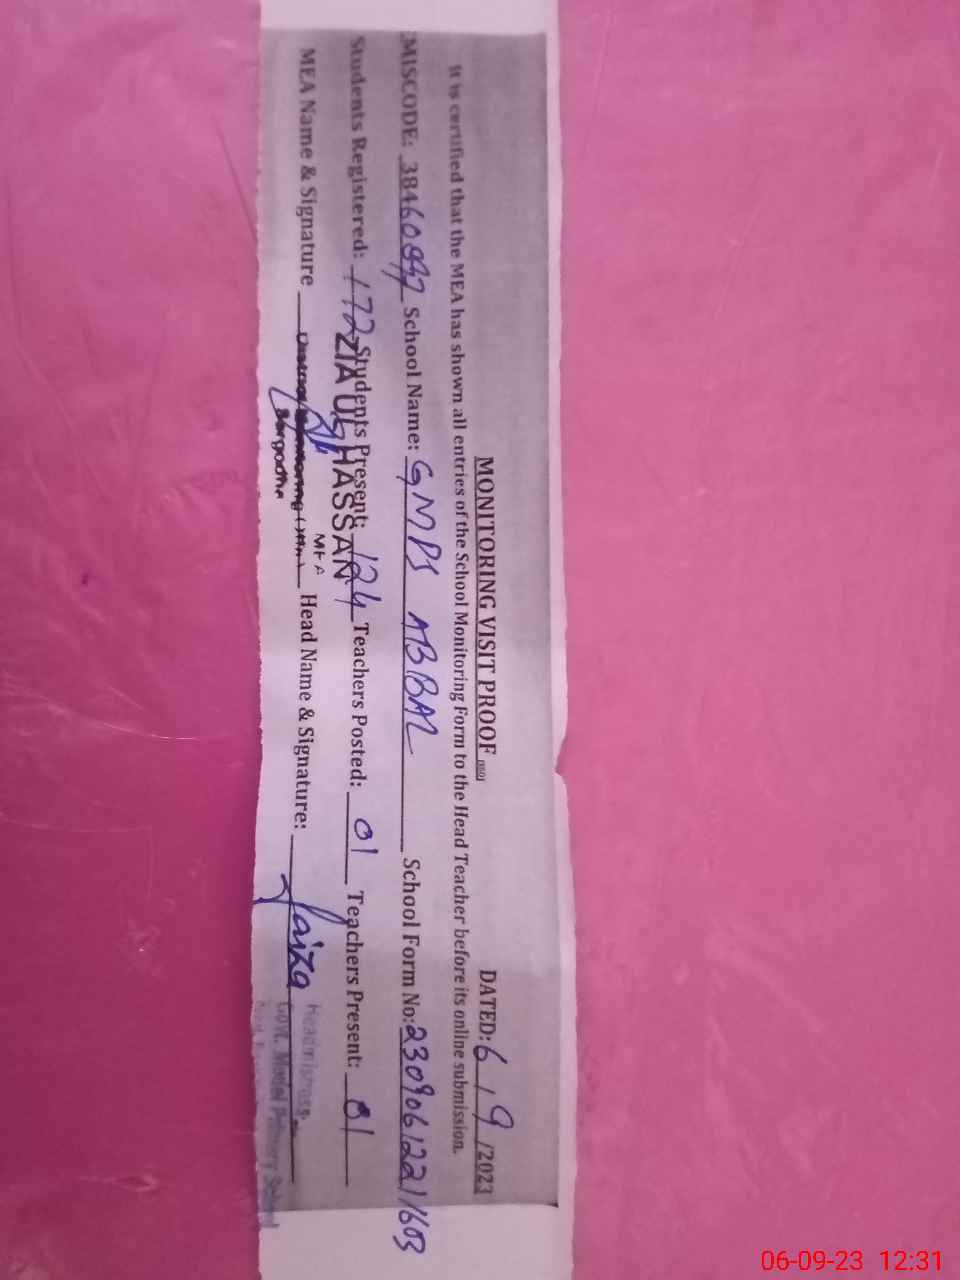 MONITORING VISIT PROOF DATED: 6 / 9 /2023
It is certified that the MEA has shown all entries of the School Monitoring Form to the Head Teacher before its online submission.
EMISCODE: School Name: GMPS ABBAL School Form No: 23090612211603
Students Registered: 172 Students Present: 124 Teachers Posted: 01 Teachers Present: 01
ZIA UL HASSAN
MEA
MEA Name & Signature Head Name & Signature: Faiza
Sargodha
Headmistress
Govt. Model Primary School
06-09-23 12:31